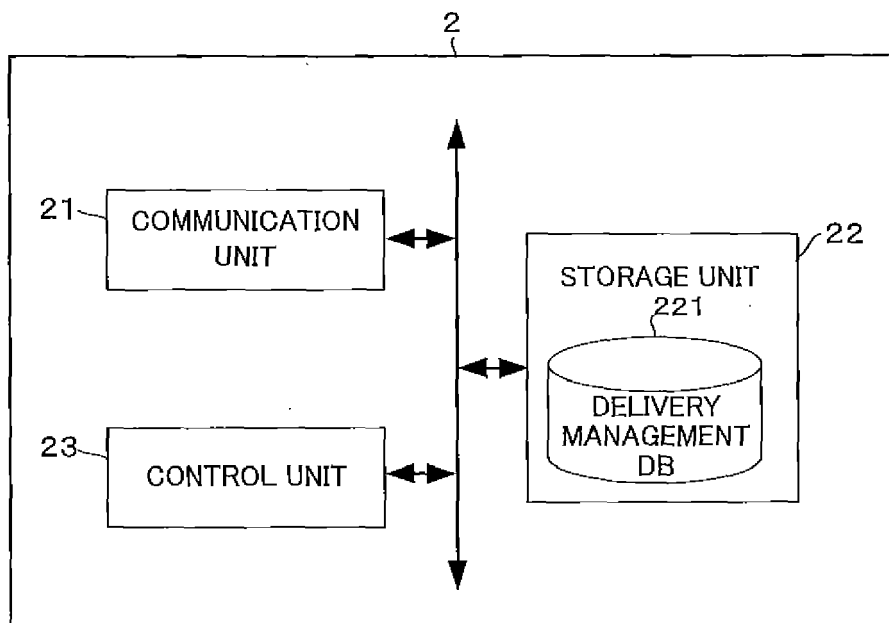 2
21
COMMUNICATION
UNIT
22
STORAGE UNIT
221
DELIVERY
MANAGEMENT
DB
23
CONTROL UNIT